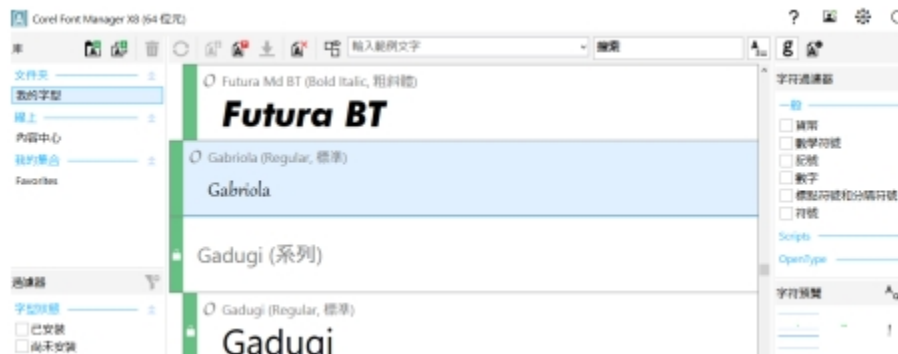 Corel Font Manager X8 (64 位元)
庫
輸入範例文字
搜索
文件夾
我的字型
線上
內容中心
我的集合
Favorites
過濾器
字型狀態
已安裝
尚未安裝
Futura Md BT (Bold Italic, 粗斜體)
Futura BT
Gabriola (Regular, 標準)
Gabriola
Gadugi (系列)
Gadugi (Regular, 標準)
Gadugi
字符過濾器
一般
貨幣
數學符號
記號
數字
標點符號和分隔符號
符號
Scripts
OpenType
字符預覽